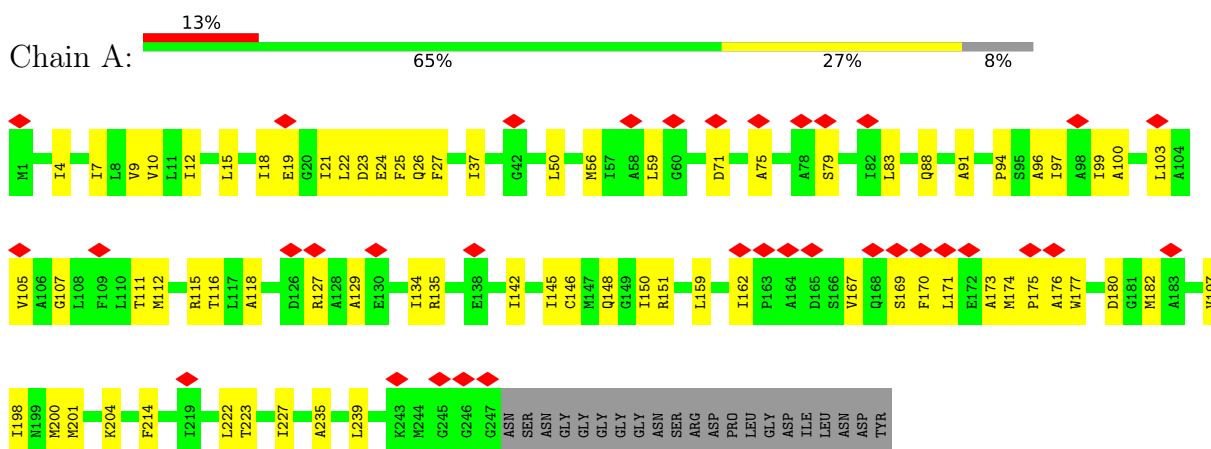 13%
Chain A:
65% 27% 8%
M1 I4 I7 L8 V9 V10 L11 I12 L15 I18 E19 G20 I21 L22 D23 E24 F25 Q26 F27 I37 G42 L50 M56 I57 A58 L59 G60 D71 A75 A78 S79 I82 L83 Q88 A91 P94 S95 A96 I97 A98 I99 A100 L103 A104
V105 A106 G107 L108 F109 L110 T111 M112 R115 T116 L117 A118 D126 R127 A128 A129 E130 I134 R135 E138 I142 I145 C146 M147 Q148 G149 I150 R151 L159 I162 P163 A164 D165 S166 V167 Q168 S169 F170 L171 E172 A173 M174 P175 A176 W177 D180 G181 M182 A183
I198 N199 M200 M201 K204 F214 I219 L222 T223 I227 A235 L239 K243 M244 G245 G246 G247 ASN SER ASN GLY GLY GLY GLY GLY ASN SER ARG ASP PRO LEU GLY ASP ILE LEU ASN ASP TYR